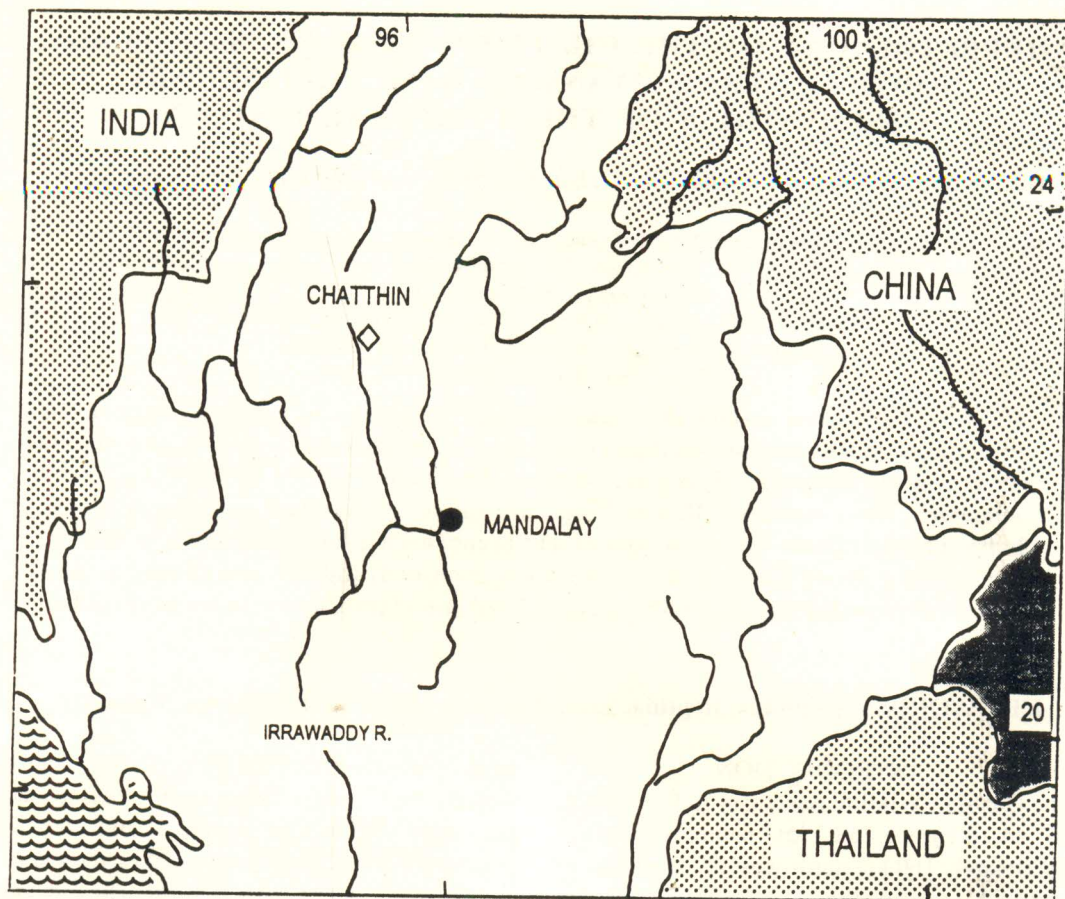 96
100
INDIA
24
CHATTHIN
CHINA
MANDALAY
20
IRRAWADDY R.
THAILAND